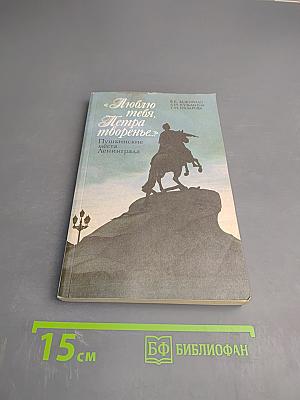 «Люблю
тебя,
Петра
творенье...»
Пушкинские
места
Ленинграда
15 см
БФ БИБЛИОФАН